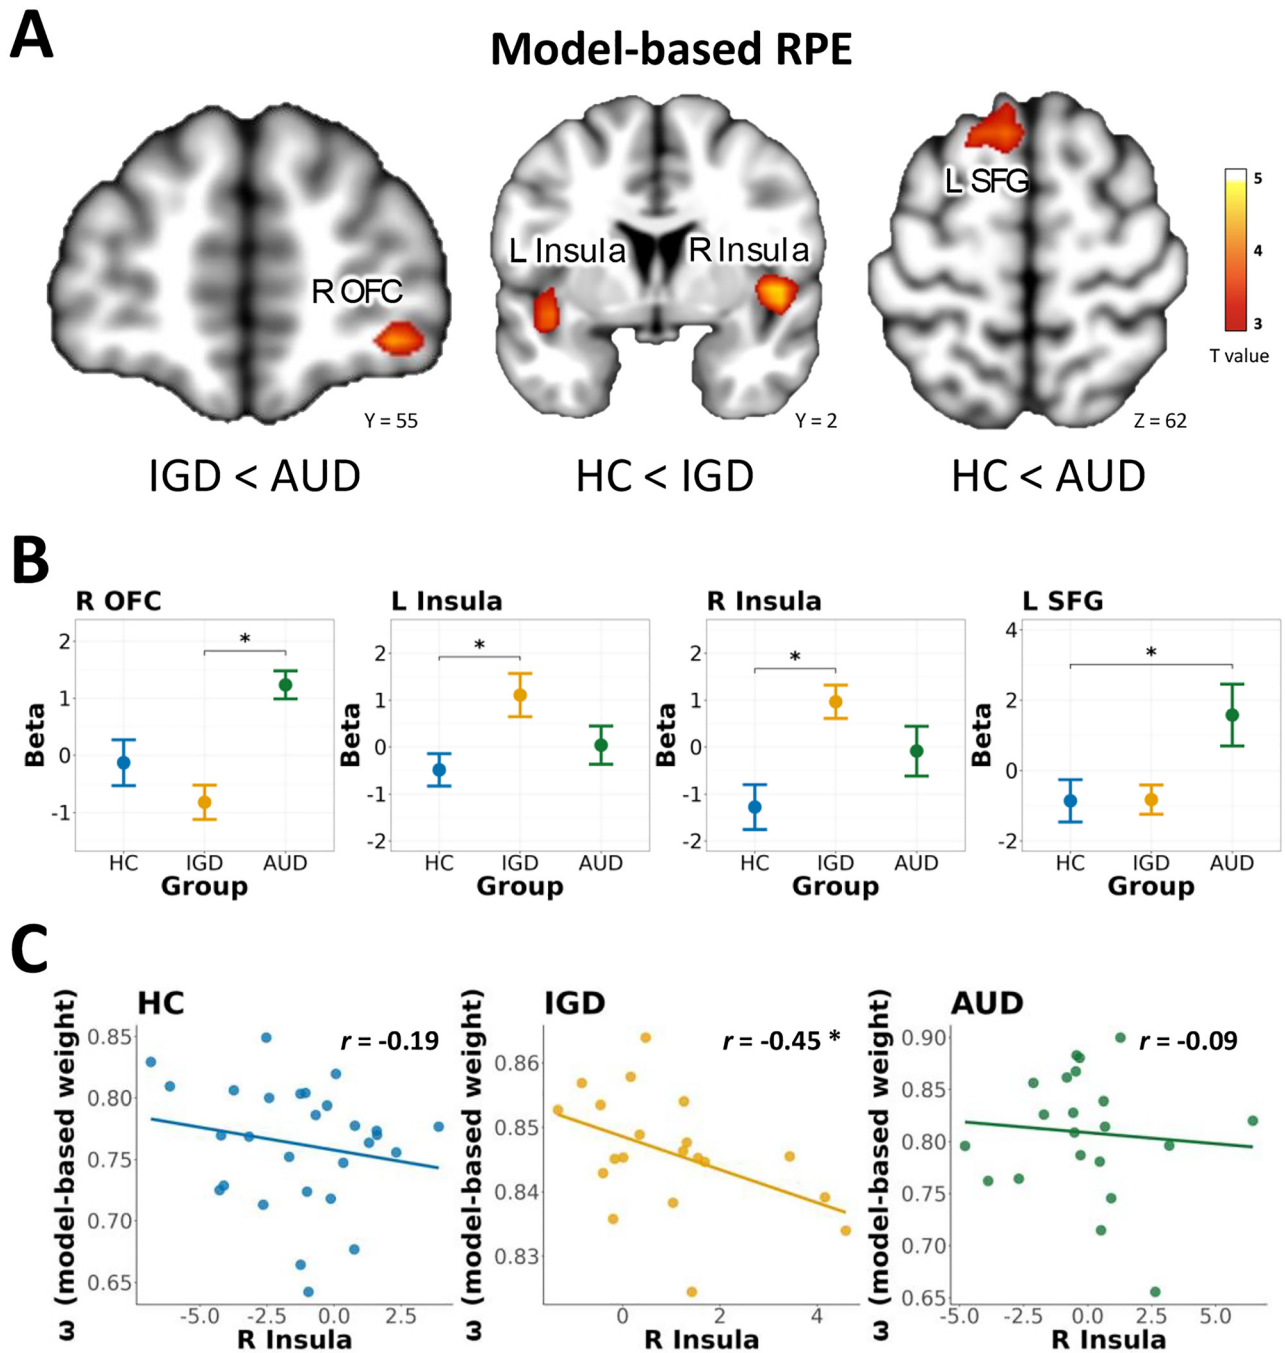 A
Model-based RPE
R OFC
L Insula
R Insula
L SFG
5
4
3
T value
Y = 55
Y = 2
Z = 62
IGD < AUD
HC < IGD
HC < AUD
B
R OFC
Beta
2
1
0
-1
*
HC IGD AUD
Group
L Insula
Beta
2
1
0
-1
-2
*
HC IGD AUD
Group
R Insula
Beta
2
1
0
-1
-2
*
HC IGD AUD
Group
L SFG
Beta
4
2
0
-2
*
HC IGD AUD
Group
C
HC
r = -0.19
ω (model-based weight)
0.85
0.80
0.75
0.70
0.65
-5.0 -2.5 0.0 2.5
R Insula
IGD
r = -0.45 *
ω (model-based weight)
0.86
0.85
0.84
0.83
0 2 4
R Insula
AUD
r = -0.09
ω (model-based weight)
0.90
0.85
0.80
0.75
0.70
0.65
-5.0 -2.5 0.0 2.5 5.0
R Insula